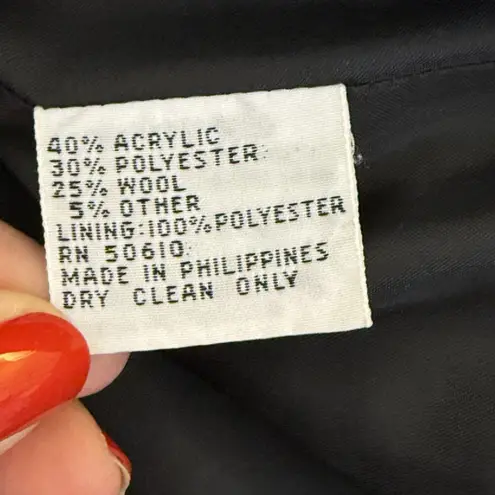 40% ACRYLIC
30% POLYESTER
25% WOOL
5% OTHER
LINING:100%POLYESTER
RN 50610
MADE IN PHILIPPINES
DRY CLEAN ONLY